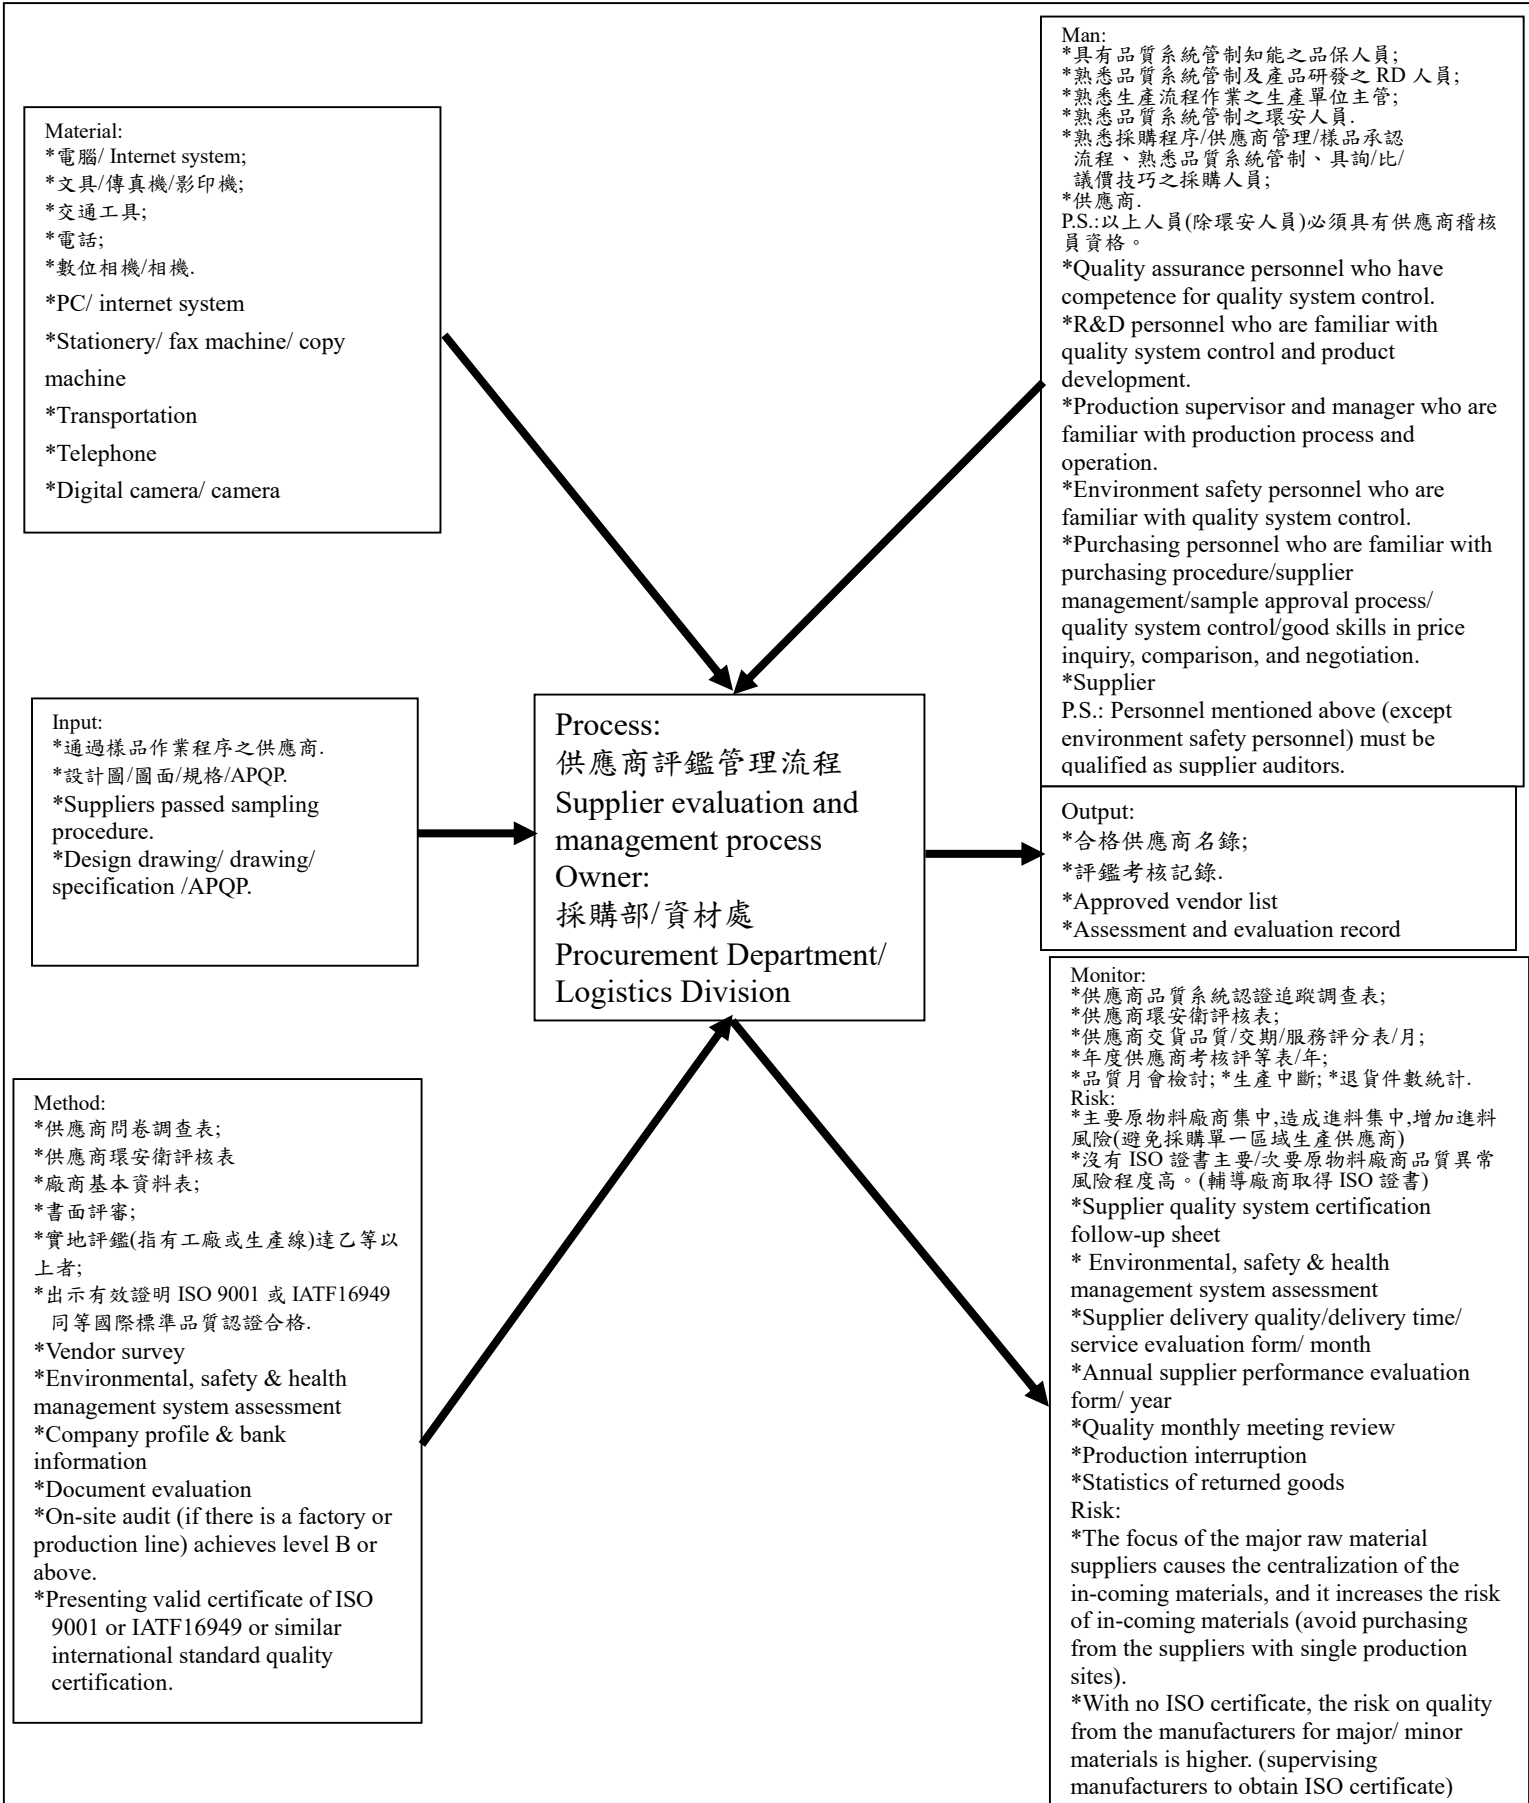 Material:
*電腦/ Internet system;
*文具/傳真機/影印機;
*交通工具;
*電話;
*數位相機/相機.
*PC/ internet system
*Stationery/ fax machine/ copy
machine
*Transportation
*Telephone
*Digital camera/ camera
Man:
*具有品質系統管制知能之品保人員;
*熟悉品質系統管制及產品研發之 RD 人員;
*熟悉生產流程作業之生產單位主管;
*熟悉品質系統管制之環安人員.
*熟悉採購程序/供應商管理/樣品承認
流程、熟悉品質系統管制、具詢/比/
議價技巧之採購人員;
*供應商.
P.S.:以上人員(除環安人員)必須具有供應商稽核
員資格。
*Quality assurance personnel who have
competence for quality system control.
*R&D personnel who are familiar with
quality system control and product
development.
*Production supervisor and manager who are
familiar with production process and
operation.
*Environment safety personnel who are
familiar with quality system control.
*Purchasing personnel who are familiar with
purchasing procedure/supplier
management/sample approval process/
quality system control/good skills in price
inquiry, comparison, and negotiation.
*Supplier
P.S.: Personnel mentioned above (except
environment safety personnel) must be
qualified as supplier auditors.
Input:
*通過樣品作業程序之供應商.
*設計圖/圖面/規格/APQP.
*Suppliers passed sampling
procedure.
*Design drawing/ drawing/
specification /APQP.
Process:
供應商評鑑管理流程
Supplier evaluation and
management process
Owner:
採購部/資材處
Procurement Department/
Logistics Division
Output:
*合格供應商名錄;
*評鑑考核記錄.
*Approved vendor list
*Assessment and evaluation record
Method:
*供應商問卷調查表;
*供應商環安衛評核表
*廠商基本資料表;
*書面評審;
*實地評鑑(指有工廠或生產線)達乙等以
上者;
*出示有效證明 ISO 9001 或 IATF16949
同等國際標準品質認證合格.
*Vendor survey
*Environmental, safety & health
management system assessment
*Company profile & bank
information
*Document evaluation
*On-site audit (if there is a factory or
production line) achieves level B or
above.
*Presenting valid certificate of ISO
9001 or IATF16949 or similar
international standard quality
certification.
Monitor:
*供應商品質系統認證追蹤調查表;
*供應商環安衛評核表;
*供應商交貨品質/交期/服務評分表/月;
*年度供應商考核評等表/年;
*品質月會檢討; *生產中斷; *退貨件數統計.
Risk:
*主要原物料廠商集中,造成進料集中,增加進料
風險(避免採購單一區域生產供應商)
*沒有 ISO 證書主要/次要原物料廠商品質異常
風險程度高。(輔導廠商取得 ISO 證書)
*Supplier quality system certification
follow-up sheet
* Environmental, safety & health
management system assessment
*Supplier delivery quality/delivery time/
service evaluation form/ month
*Annual supplier performance evaluation
form/ year
*Quality monthly meeting review
*Production interruption
*Statistics of returned goods
Risk:
*The focus of the major raw material
suppliers causes the centralization of the
in-coming materials, and it increases the risk
of in-coming materials (avoid purchasing
from the suppliers with single production
sites).
*With no ISO certificate, the risk on quality
from the manufacturers for major/ minor
materials is higher. (supervising
manufacturers to obtain ISO certificate)